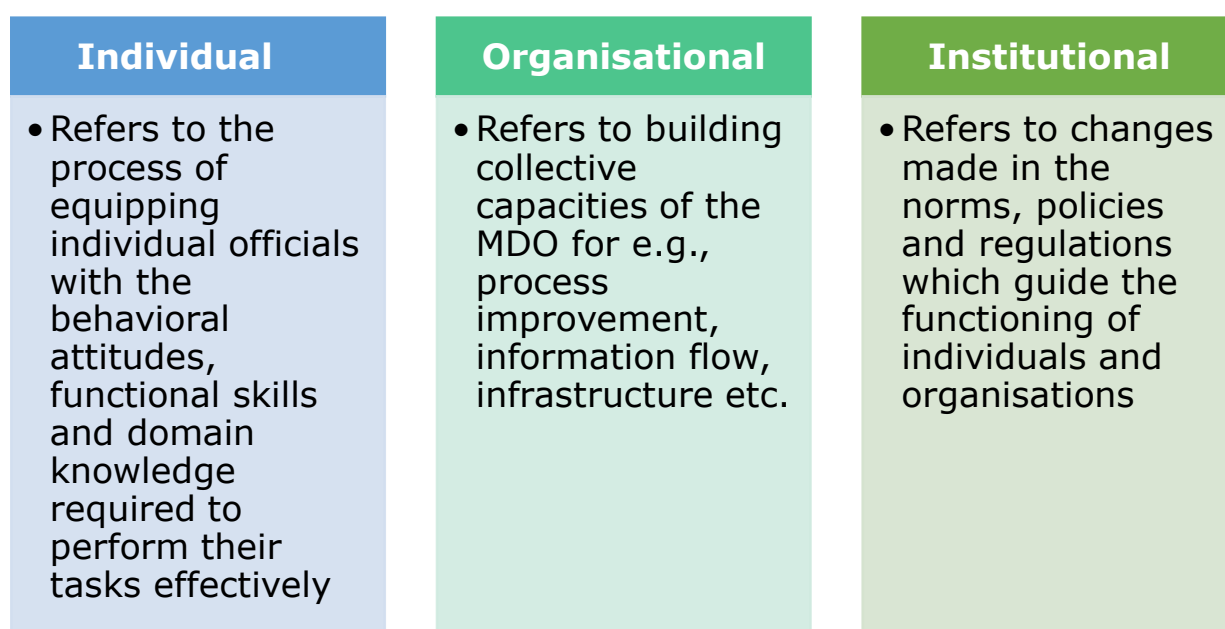 Individual
• Refers to the
process of
equipping
individual officials
with the
behavioral
attitudes,
functional skills
and domain
knowledge
required to
perform their
tasks effectively
Organisational
• Refers to building
collective
capacities of the
MDO for e.g.,
process
improvement,
information flow,
infrastructure etc.
Institutional
• Refers to changes
made in the
norms, policies
and regulations
which guide the
functioning of
individuals and
organisations